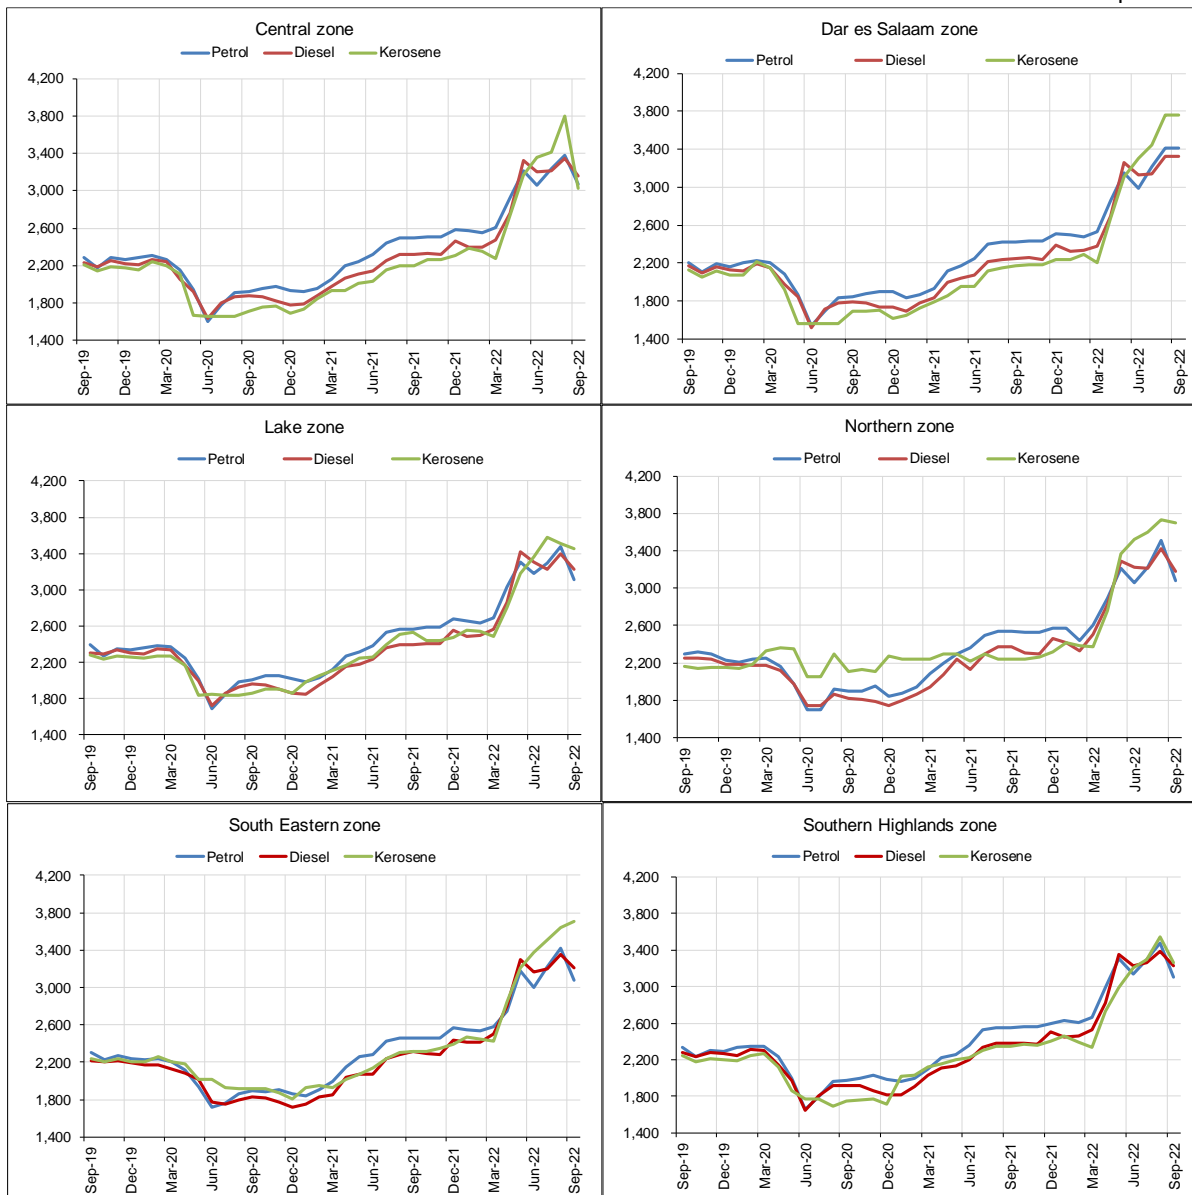 Central zone
Petrol Diesel Kerosene
4,200
3,800
3,400
3,000
2,600
2,200
1,800
1,400
Sep-19 Dec-19 Mar-20 Jun-20 Sep-20 Dec-20 Mar-21 Jun-21 Sep-21 Dec-21 Mar-22 Jun-22 Sep-22
Dar es Salaam zone
Petrol Diesel Kerosene
4,200
3,800
3,400
3,000
2,600
2,200
1,800
1,400
Sep-19 Dec-19 Mar-20 Jun-20 Sep-20 Dec-20 Mar-21 Jun-21 Sep-21 Dec-21 Mar-22 Jun-22 Sep-22
Lake zone
Petrol Diesel Kerosene
4,200
3,800
3,400
3,000
2,600
2,200
1,800
1,400
Sep-19 Dec-19 Mar-20 Jun-20 Sep-20 Dec-20 Mar-21 Jun-21 Sep-21 Dec-21 Mar-22 Jun-22 Sep-22
Northern zone
Petrol Diesel Kerosene
4,200
3,800
3,400
3,000
2,600
2,200
1,800
1,400
Sep-19 Dec-19 Mar-20 Jun-20 Sep-20 Dec-20 Mar-21 Jun-21 Sep-21 Dec-21 Mar-22 Jun-22 Sep-22
South Eastern zone
Petrol Diesel Kerosene
4,200
3,800
3,400
3,000
2,600
2,200
1,800
1,400
Sep-19 Dec-19 Mar-20 Jun-20 Sep-20 Dec-20 Mar-21 Jun-21 Sep-21 Dec-21 Mar-22 Jun-22 Sep-22
Southern Highlands zone
Petrol Diesel Kerosene
4,200
3,800
3,400
3,000
2,600
2,200
1,800
1,400
Sep-19 Dec-19 Mar-20 Jun-20 Sep-20 Dec-20 Mar-21 Jun-21 Sep-21 Dec-21 Mar-22 Jun-22 Sep-22